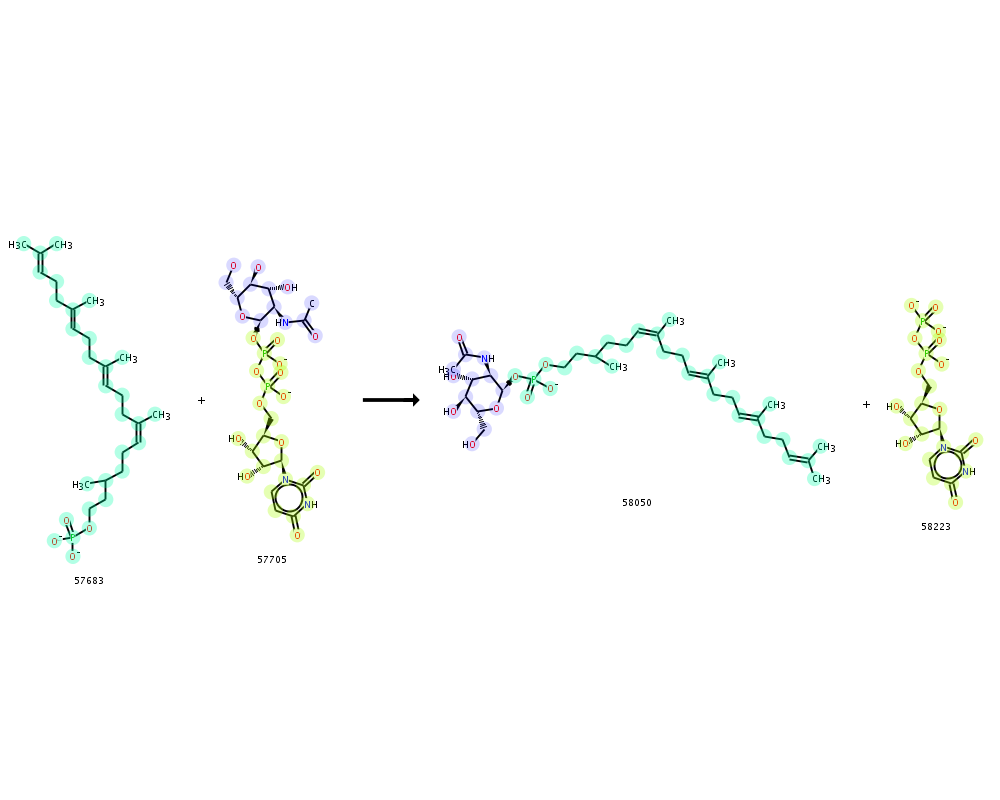 H3C CH3
CH3
CH3
CH3
H3C
O
O- P O
O-
57683
+
O O
OH
C
O HN O
O O
P O-
O O
P O-
O
HO O
HO
N O
NH
O
57705
O
NH
H3C
HO
HO O
HO
O P O-
O
O
CH3
CH3
CH3
CH3
CH3
CH3
58050
+
O- O
P O-
O O
P O-
O
HO O
HO
N O
NH
O
58223